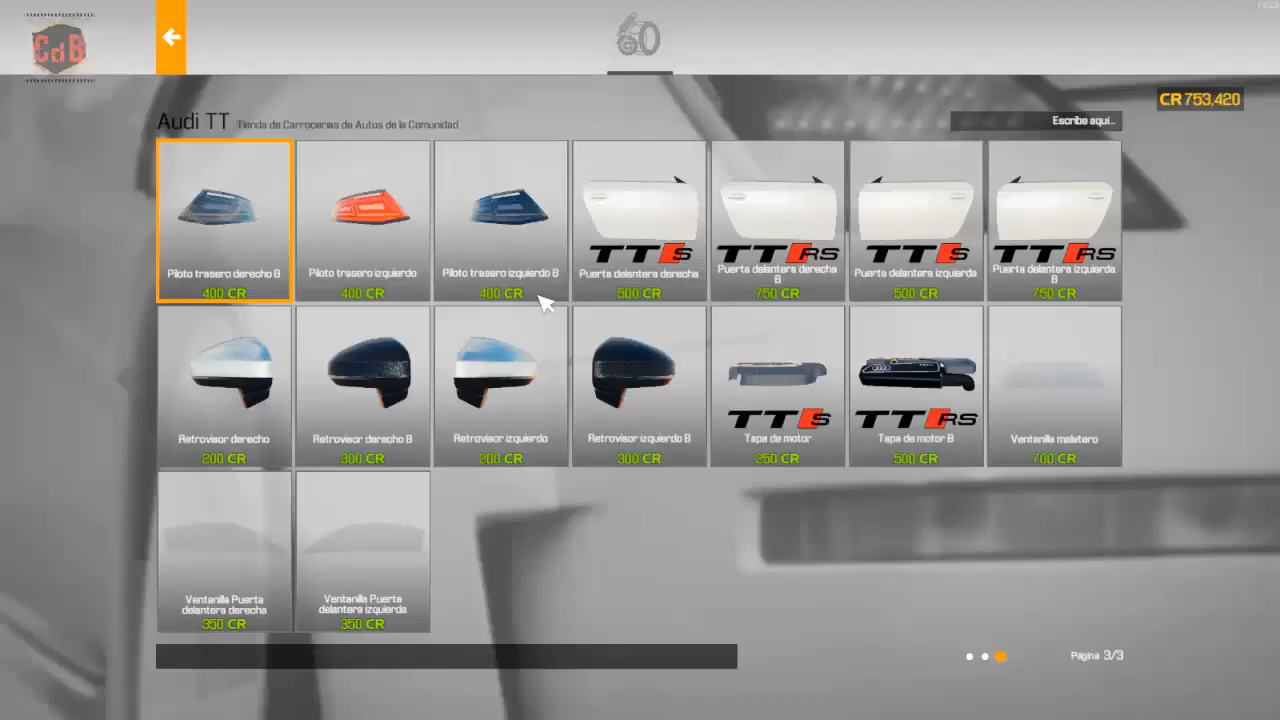 CdB
CR 753,420
Audi TT Tienda de Carrocerias de Autos de la Comunidad
Escribe aquí...
Piloto trasero derecho B
400 CR
Piloto trasero izquierdo
400 CR
Piloto trasero izquierdo B
400 CR
TTS
Puerta delantera derecha
500 CR
TTRS
Puerta delantera derecha
B
750 CR
TTS
Puerta delantera izquierda
500 CR
TTRS
Puerta delantera izquierda
B
750 CR
Retrovisor derecho
200 CR
Retrovisor derecho B
300 CR
Retrovisor izquierdo
200 CR
Retrovisor izquierdo B
300 CR
TTS
Tapa de motor
250 CR
TTRS
Tapa de motor B
500 CR
Ventanilla maletero
700 CR
Ventanilla Puerta
delantera derecha
350 CR
Ventanilla Puerta
delantera izquierda
350 CR
Página 3/3